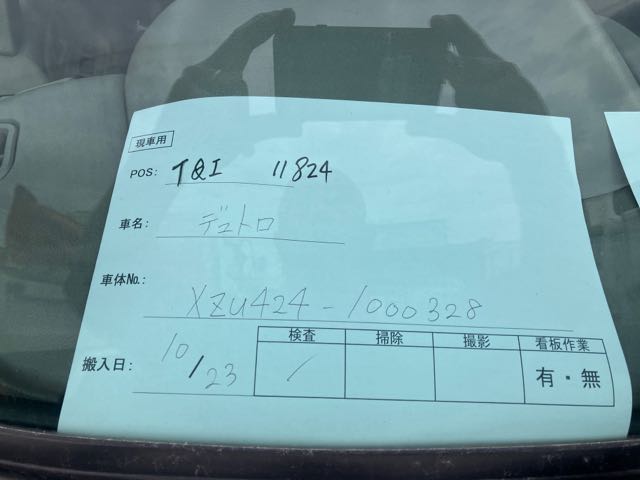 現車用
POS: T&I 11824
車名: デュトロ
車体No.: XZU424-1000328
搬入日: 10/23
検査 掃除 撮影 看板作業
✓ 有・無